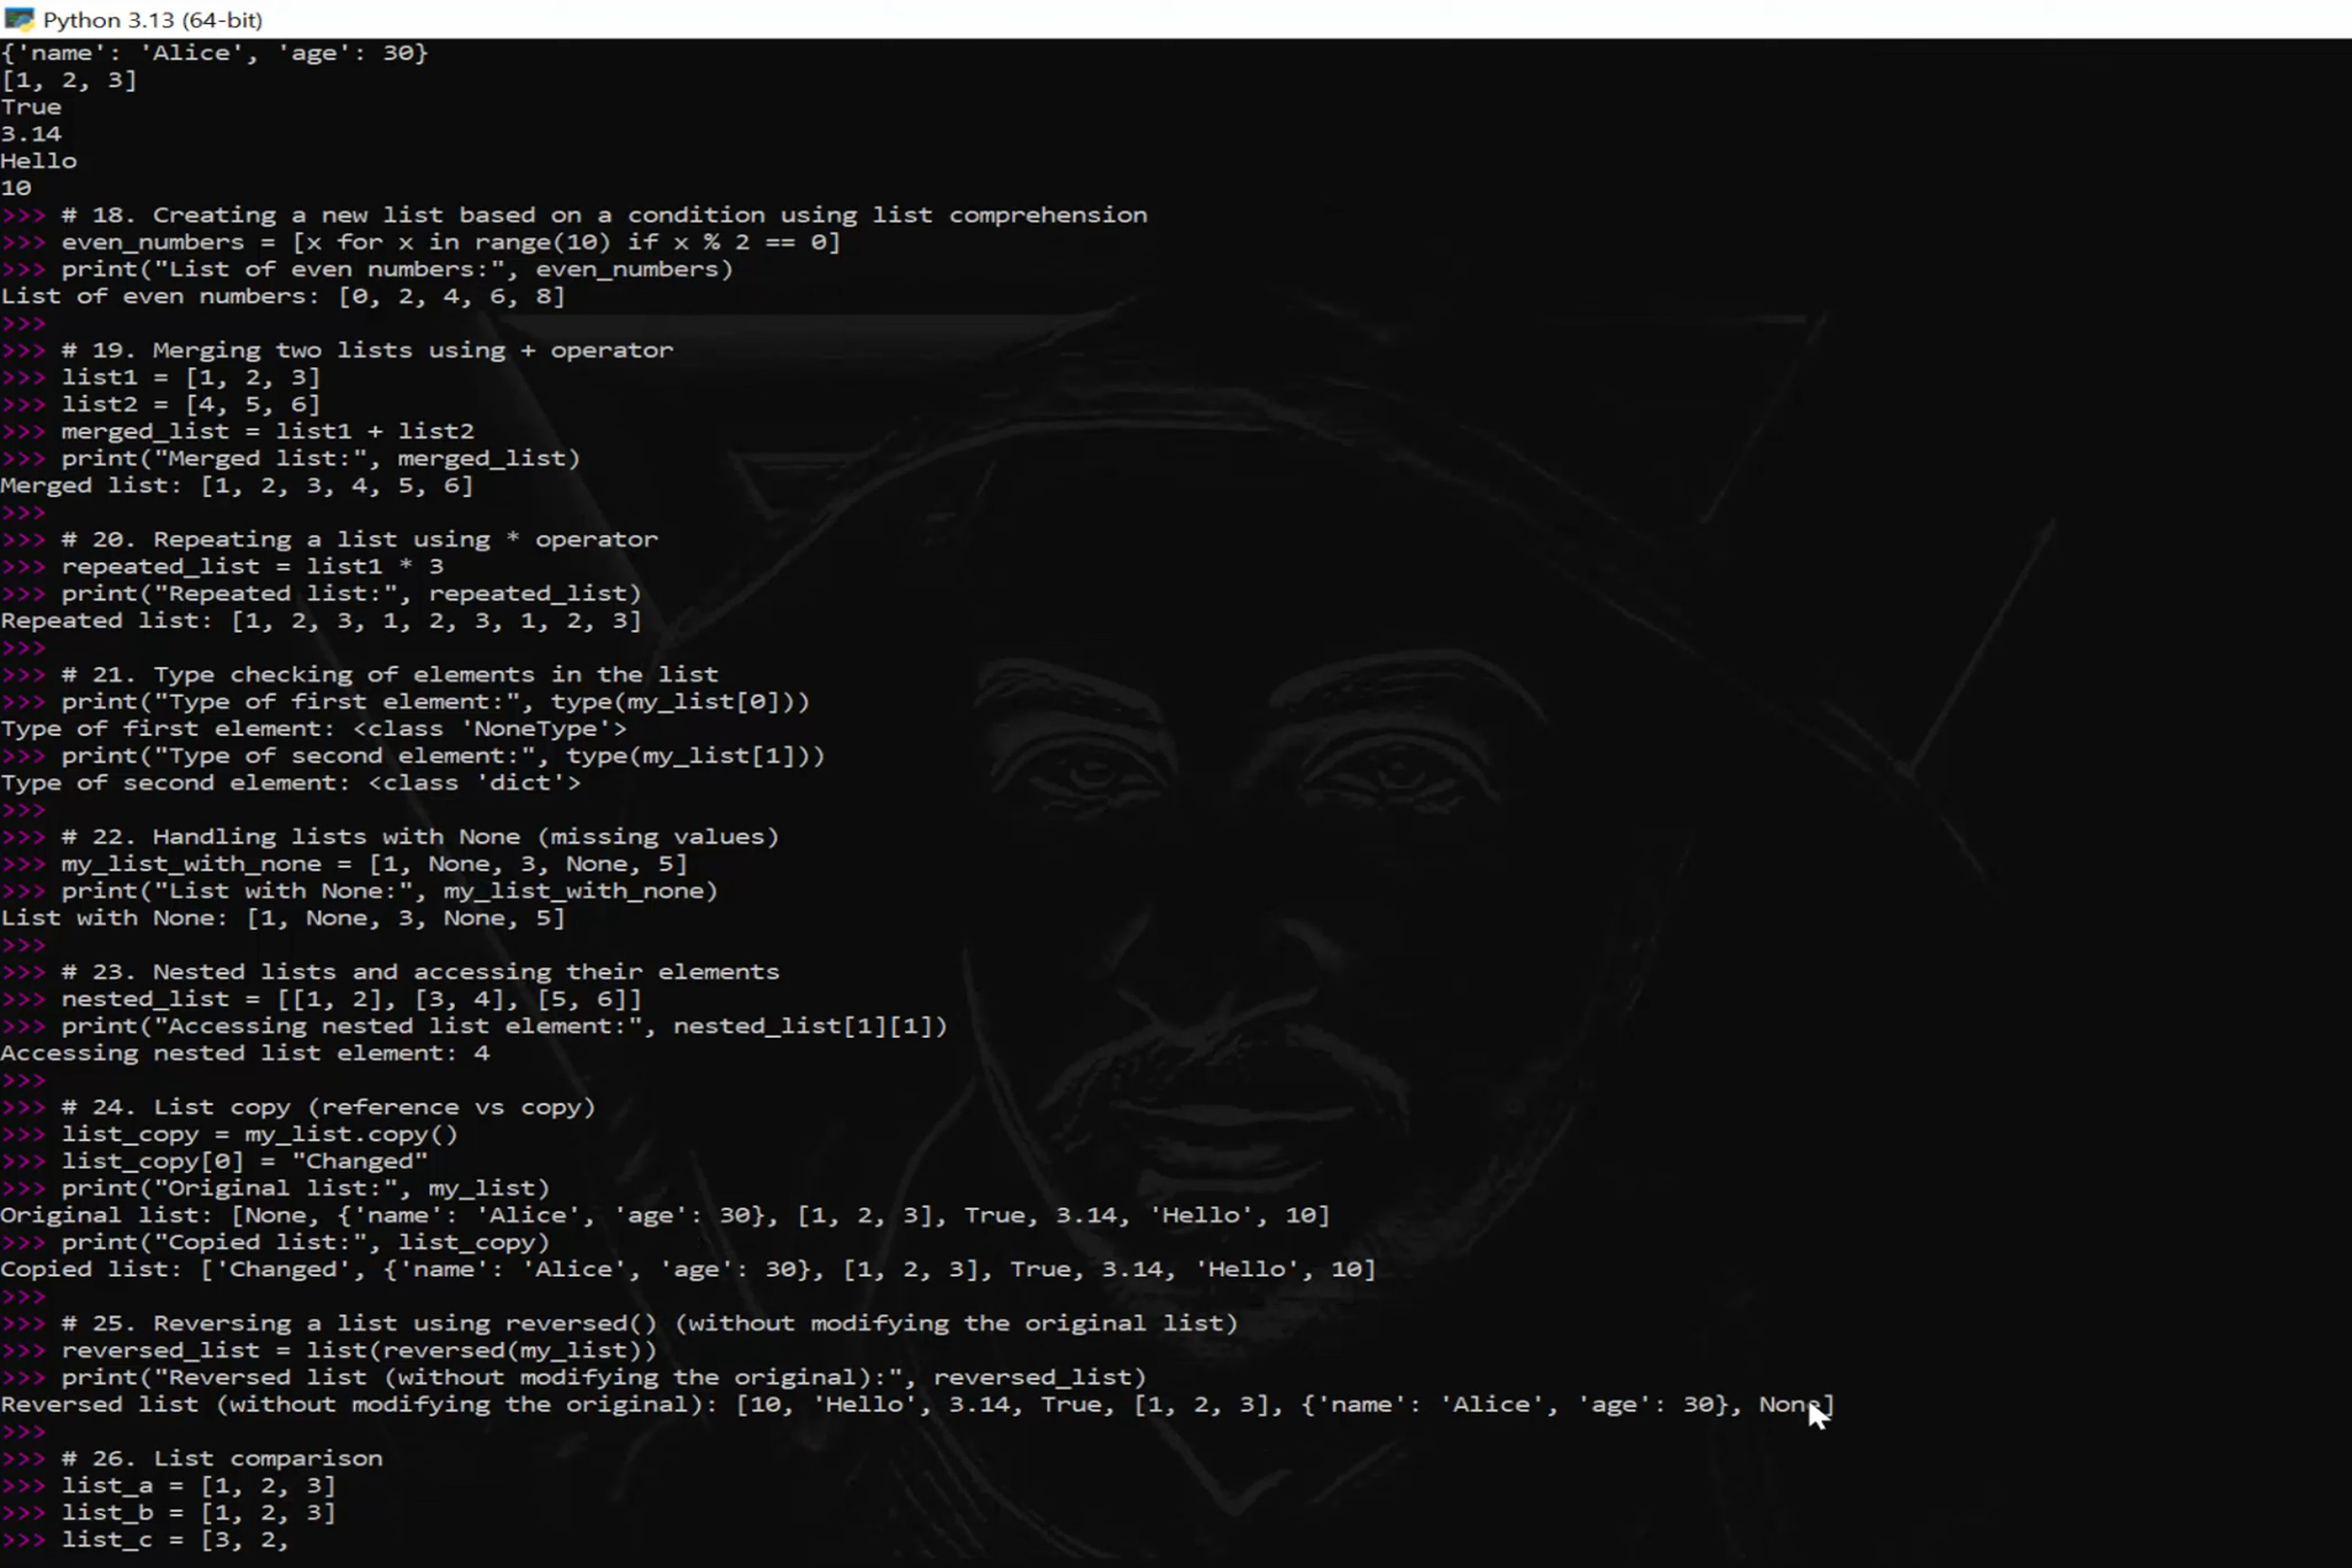 Python 3.13 (64-bit)
{'name': 'Alice', 'age': 30}
[1, 2, 3]
True
3.14
Hello
10
>>> # 18. Creating a new list based on a condition using list comprehension
>>> even_numbers = [x for x in range(10) if x % 2 == 0]
>>> print("List of even numbers:", even_numbers)
List of even numbers: [0, 2, 4, 6, 8]
>>>
>>> # 19. Merging two lists using + operator
>>> list1 = [1, 2, 3]
>>> list2 = [4, 5, 6]
>>> merged_list = list1 + list2
>>> print("Merged list:", merged_list)
Merged list: [1, 2, 3, 4, 5, 6]
>>>
>>> # 20. Repeating a list using * operator
>>> repeated_list = list1 * 3
>>> print("Repeated list:", repeated_list)
Repeated list: [1, 2, 3, 1, 2, 3, 1, 2, 3]
>>>
>>> # 21. Type checking of elements in the list
>>> print("Type of first element:", type(my_list[0]))
Type of first element: <class 'NoneType'>
>>> print("Type of second element:", type(my_list[1]))
Type of second element: <class 'dict'>
>>>
>>> # 22. Handling lists with None (missing values)
>>> my_list_with_none = [1, None, 3, None, 5]
>>> print("List with None:", my_list_with_none)
List with None: [1, None, 3, None, 5]
>>>
>>> # 23. Nested lists and accessing their elements
>>> nested_list = [[1, 2], [3, 4], [5, 6]]
>>> print("Accessing nested list element:", nested_list[1][1])
Accessing nested list element: 4
>>>
>>> # 24. List copy (reference vs copy)
>>> list_copy = my_list.copy()
>>> list_copy[0] = "Changed"
>>> print("Original list:", my_list)
Original list: [None, {'name': 'Alice', 'age': 30}, [1, 2, 3], True, 3.14, 'Hello', 10]
>>> print("Copied list:", list_copy)
Copied list: ['Changed', {'name': 'Alice', 'age': 30}, [1, 2, 3], True, 3.14, 'Hello', 10]
>>>
>>> # 25. Reversing a list using reversed() (without modifying the original list)
>>> reversed_list = list(reversed(my_list))
>>> print("Reversed list (without modifying the original):", reversed_list)
Reversed list (without modifying the original): [10, 'Hello', 3.14, True, [1, 2, 3], {'name': 'Alice', 'age': 30}, None]
>>>
>>> # 26. List comparison
>>> list_a = [1, 2, 3]
>>> list_b = [1, 2, 3]
>>> list_c = [3, 2,